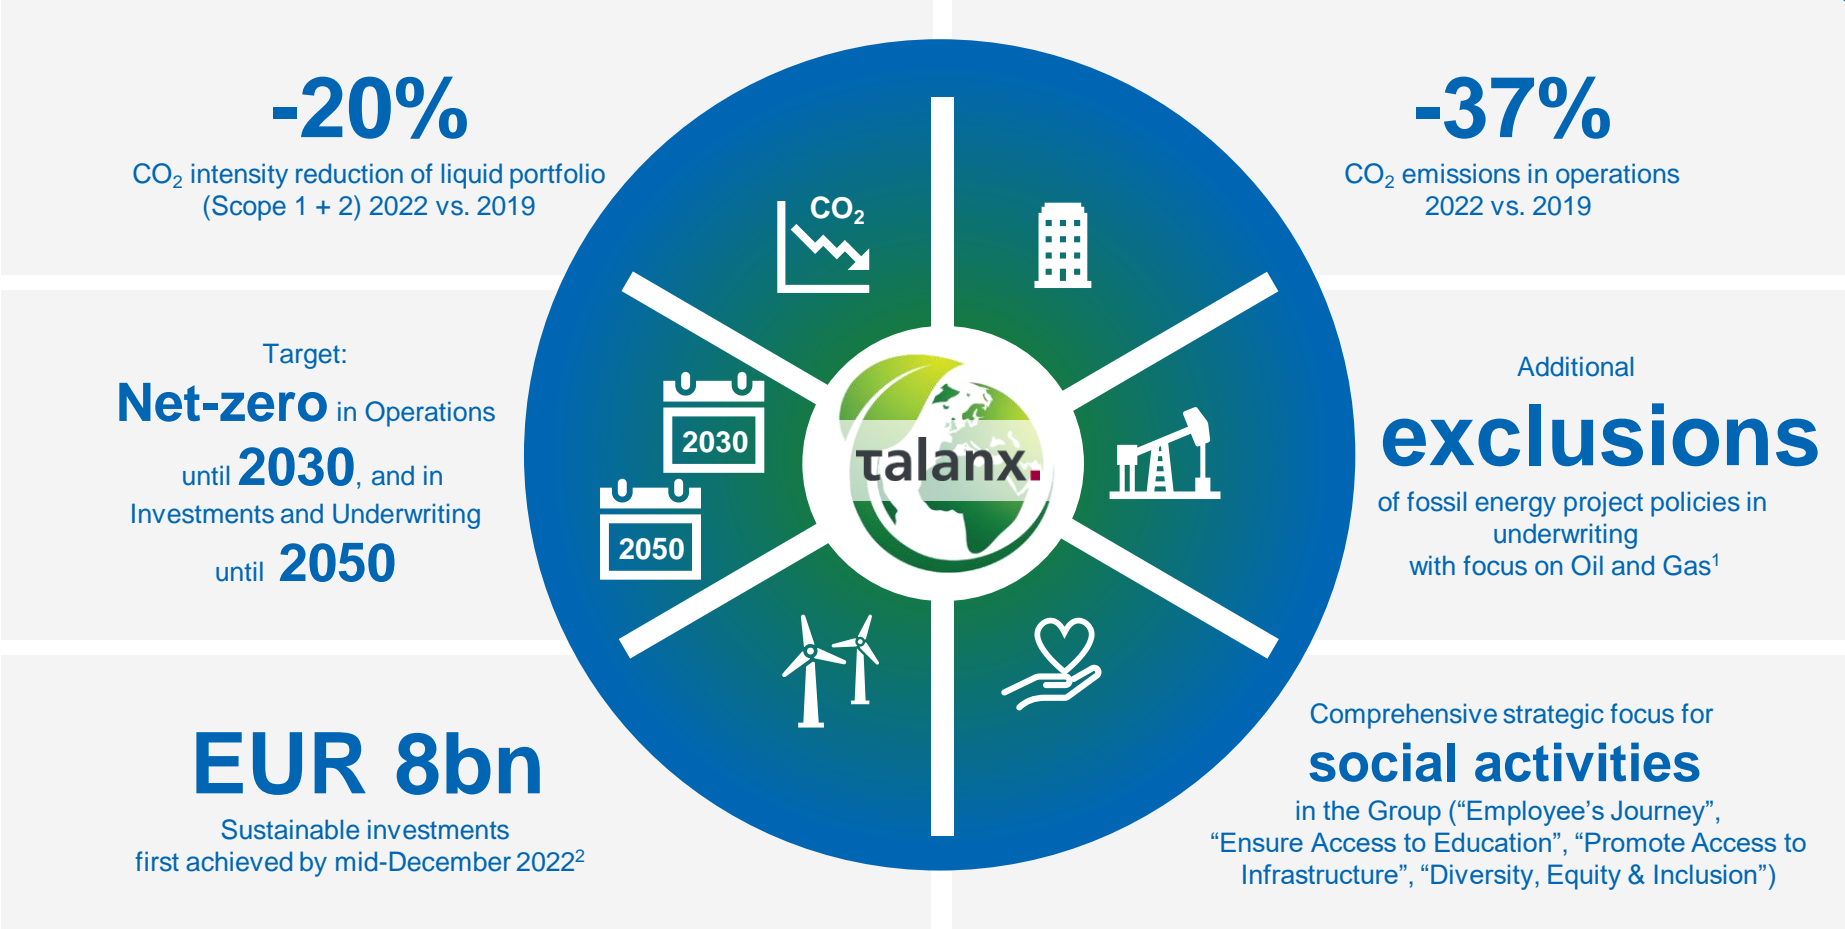 -20%
CO₂ intensity reduction of liquid portfolio
(Scope 1 + 2) 2022 vs. 2019
-37%
CO₂ emissions in operations
2022 vs. 2019
CO₂
Target:
Net-zero in Operations
until 2030, and in
Investments and Underwriting
until 2050
2030
2050
talanx.
Additional
exclusions
of fossil energy project policies in
underwriting
with focus on Oil and Gas¹
EUR 8bn
Sustainable investments
first achieved by mid-December 2022²
Comprehensive strategic focus for
social activities
in the Group (“Employee’s Journey”,
“Ensure Access to Education”, “Promote Access to
Infrastructure”, “Diversity, Equity & Inclusion”)